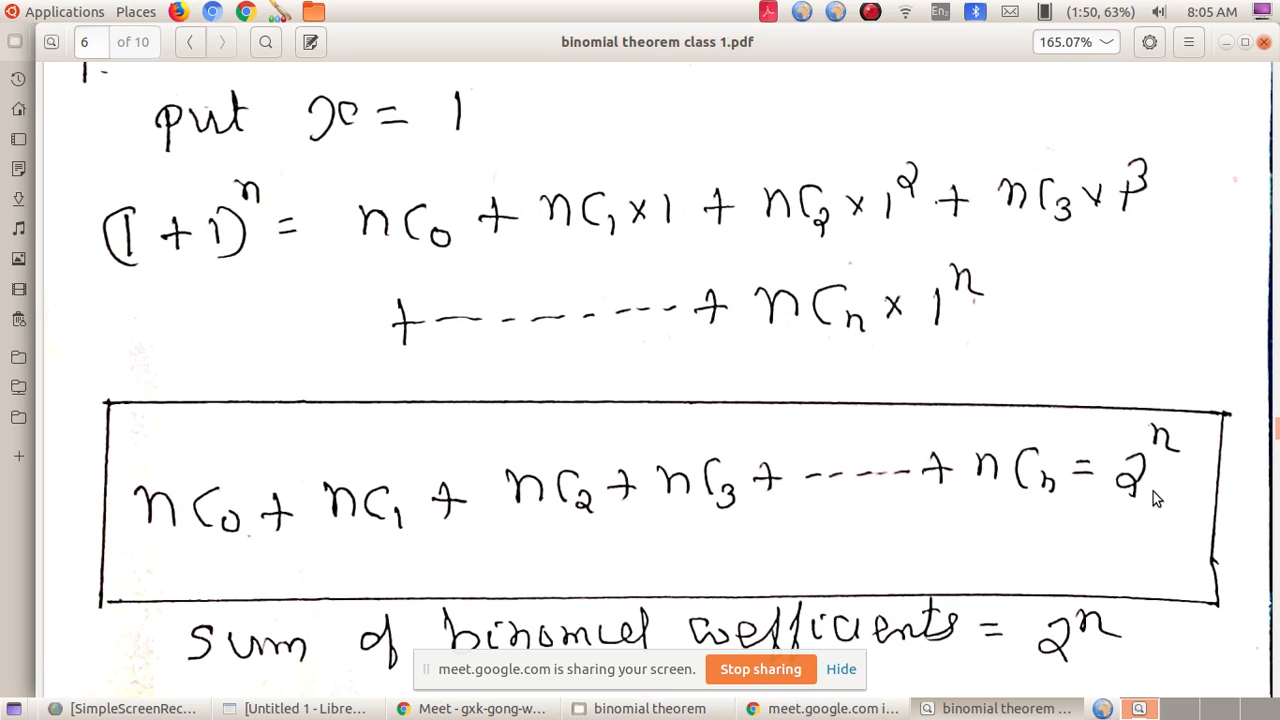 Applications Places En2 (1:50, 63%) 8:05 AM
6 of 10 binomial theorem class 1.pdf 165.07%
1.
put x = 1
(1 + 1)^n = nC₀ + nC₁ × 1 + nC₂ × 1² + nC₃ × 1³
+ ------- + nCₙ × 1^n
nC₀ + nC₁ + nC₂ + nC₃ + ----- + nCₙ = 2^n
sum of binomial coefficients = 2^n
meet.google.com is sharing your screen. Stop sharing Hide
[SimpleScreenRec... [Untitled 1 - Libre... Meet - gxk-gong-w... binomial theorem meet.google.com i... binomial theorem ...